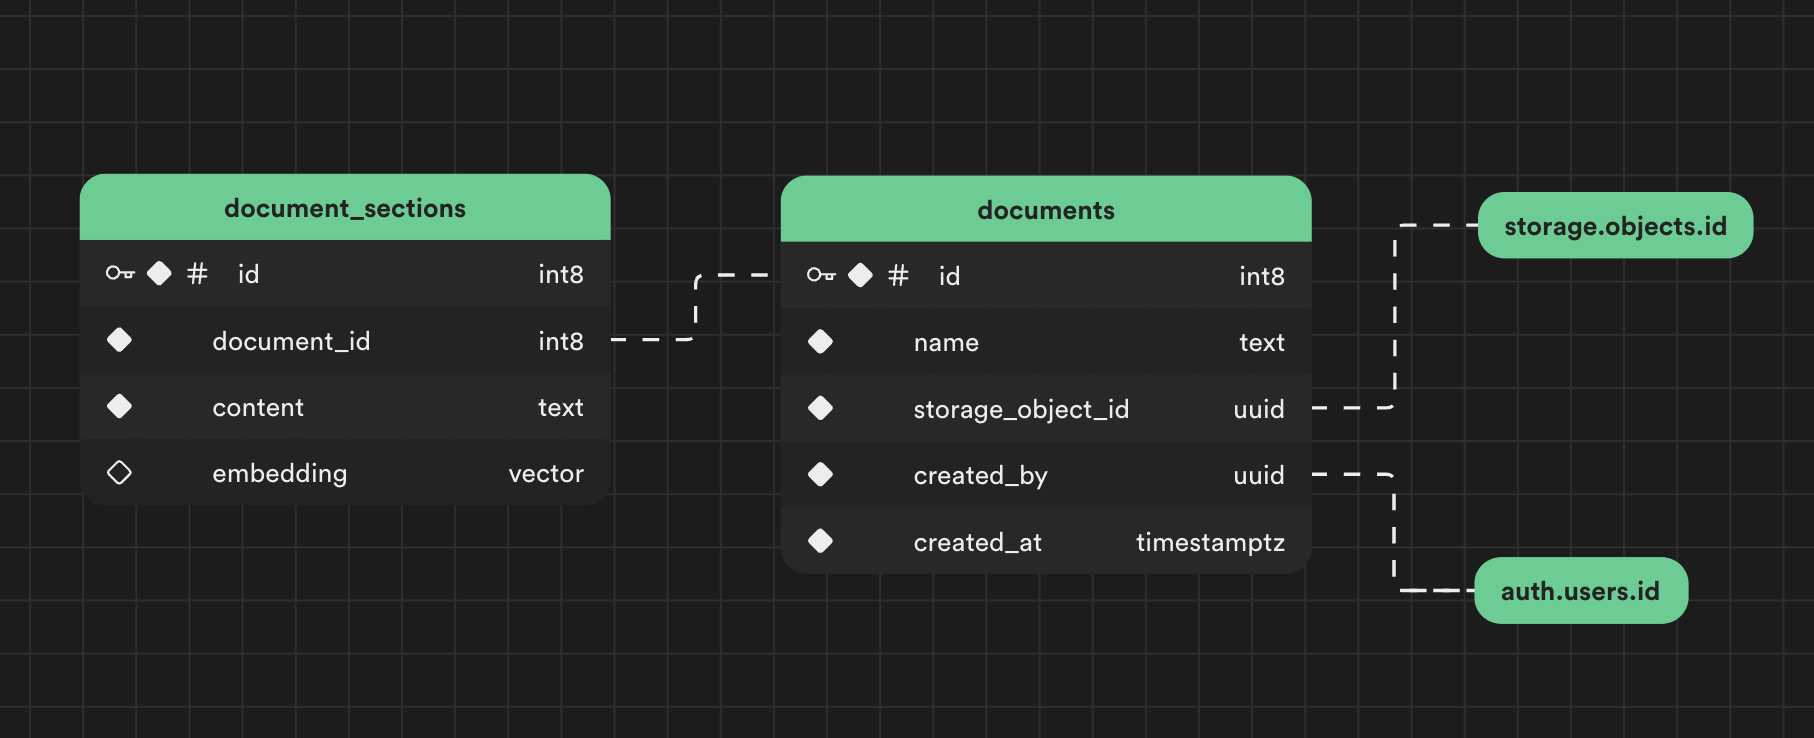 document_sections
# id int8
document_id int8
content text
embedding vector
documents
# id int8
name text
storage_object_id uuid
created_by uuid
created_at timestamptz
storage.objects.id
auth.users.id